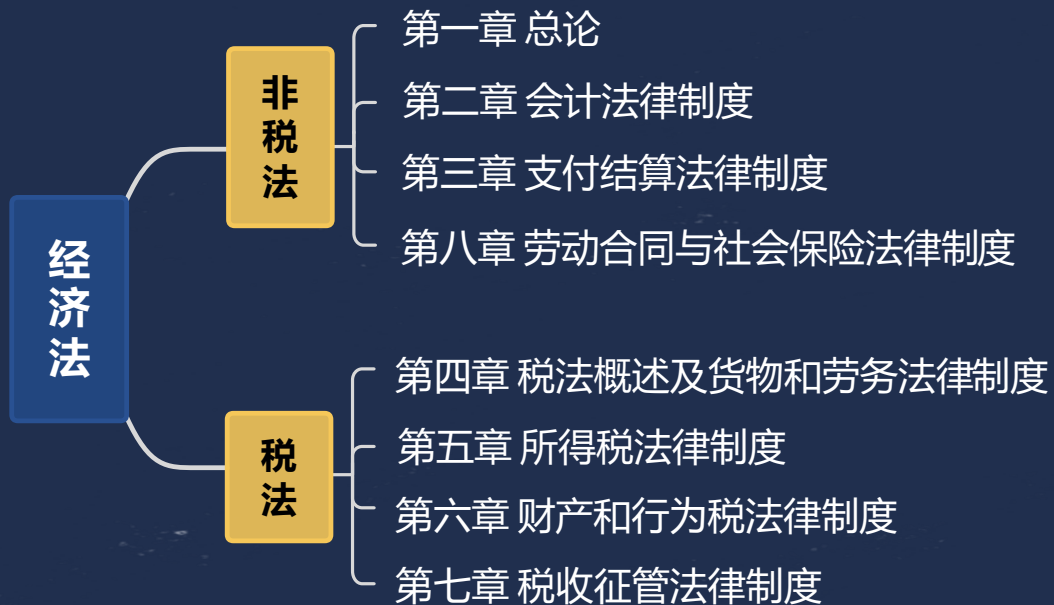 经济法
非税法
第一章 总论
第二章 会计法律制度
第三章 支付结算法律制度
第八章 劳动合同与社会保险法律制度
税法
第四章 税法概述及货物和劳务法律制度
第五章 所得税法律制度
第六章 财产和行为税法律制度
第七章 税收征管法律制度